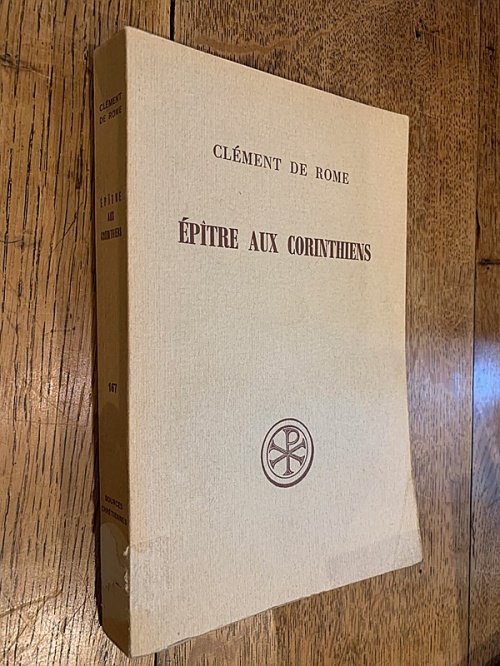 CLÉMENT DE ROME
ÉPÎTRE AUX CORINTHIENS
CLÉMENT
DE ROME
ÉPÎTRE
AUX
CORINTHIENS
167
SOURCES
CHRÉTIENNES